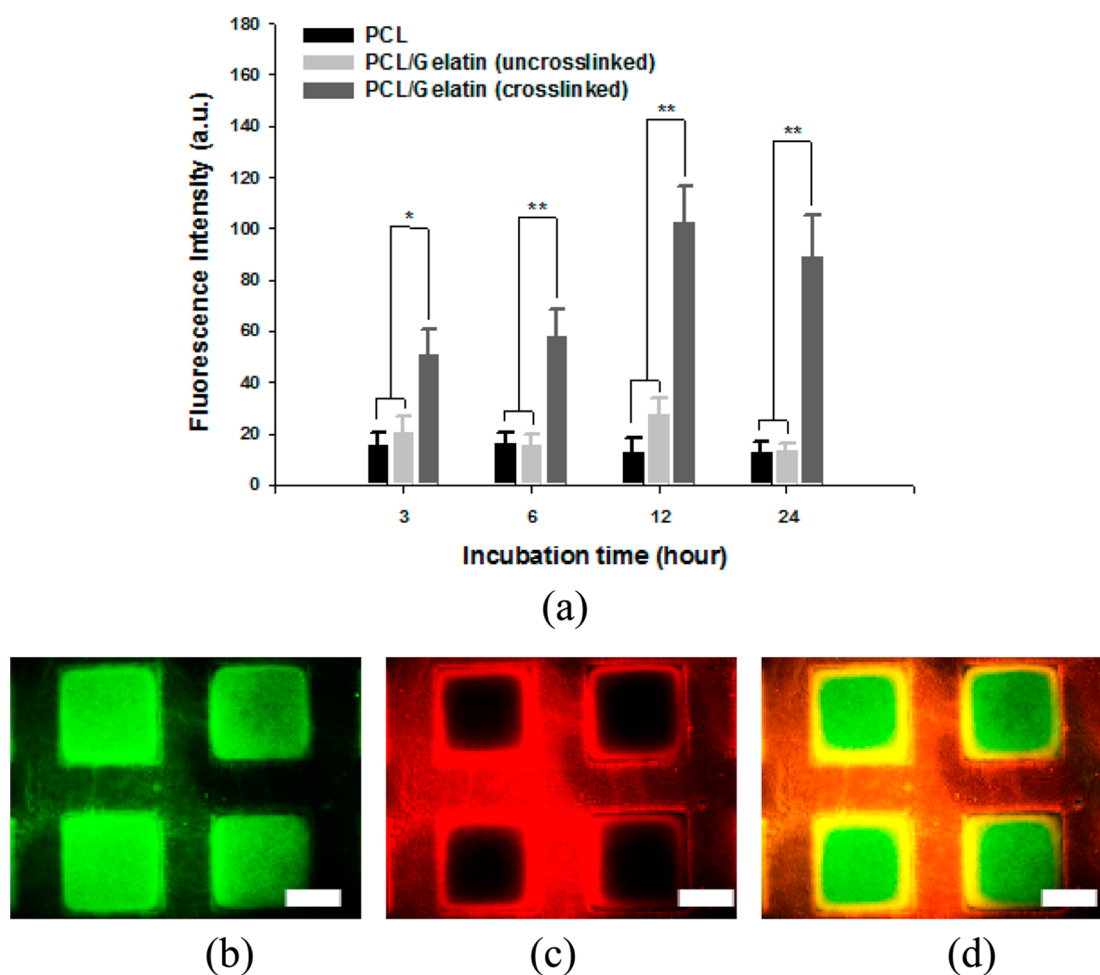 180
160
140
120
100
80
60
40
20
0
Fluorescence Intensity (a.u.)
PCL
PCL/Gelatin (uncrosslinked)
PCL/Gelatin (crosslinked)
*
**
**
**
3 6 12 24
Incubation time (hour)
(a)
(b) (c) (d)